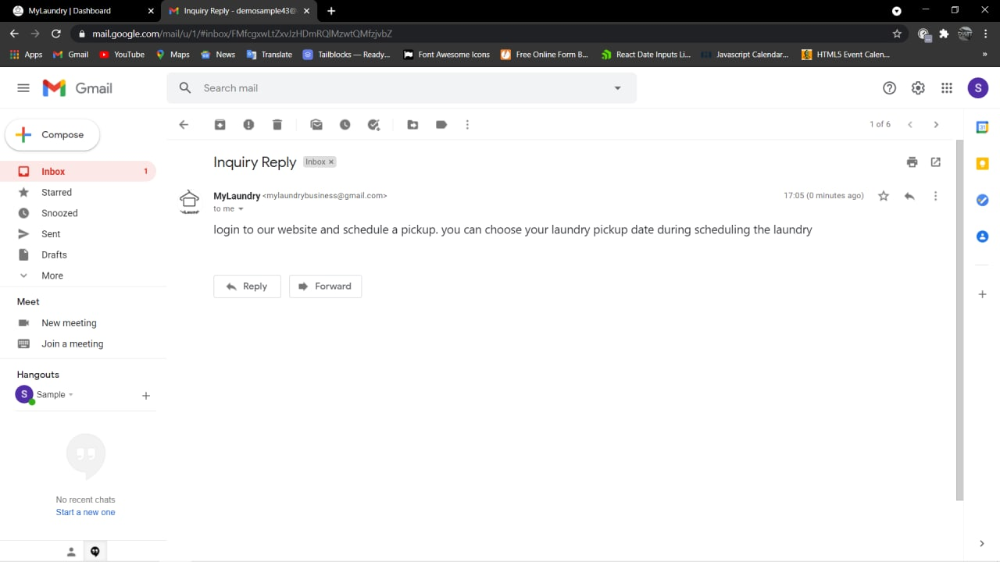 MyLaundry | Dashboard
Inquiry Reply - demosample43@
mail.google.com/mail/u/1/#inbox/FMfcgxwLtZxvJzHDmRQlMzwtQMfzjvbZ
Apps Gmail YouTube Maps News Translate Tailblocks — Ready... Font Awesome Icons Free Online Form B... React Date Inputs Li... Javascript Calendar... HTML5 Event Calen... »
Gmail
Search mail
S
Compose
1 of 6
Inbox 1
Starred
Snoozed
Sent
Drafts
More
Meet
New meeting
Join a meeting
Hangouts
S Sample
No recent chats
Start a new one
Inquiry Reply Inbox ×
MyLaundry <mylaundrybusiness@gmail.com> 17:05 (0 minutes ago)
to me
login to our website and schedule a pickup. you can choose your laundry pickup date during scheduling the laundry
Reply Forward
31